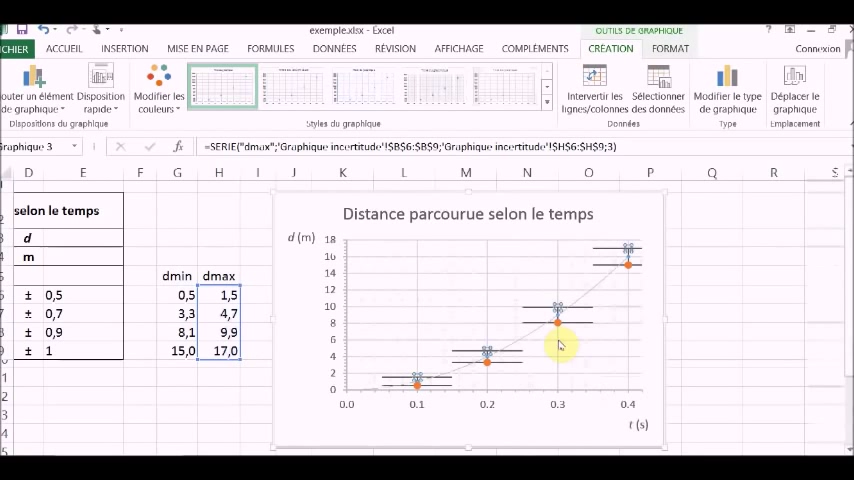 exemple.xlsx - Excel
OUTILS DE GRAPHIQUE
?
ICHIER ACCUEIL INSERTION MISE EN PAGE FORMULES DONNÉES RÉVISION AFFICHAGE COMPLÉMENTS CRÉATION FORMAT Connexion
outer un élément Disposition Modifier les Intervertir les Sélectionner Modifier le type Déplacer le
du graphique rapide couleurs lignes/colonnes des données de graphique graphique
Dispositions du graphique Styles du graphique Données Type Emplacement
raphique 3 fx =SERIE("dmax";'Graphique incertitude'!$B$6:$B$9;'Graphique incertitude'!$H$6:$H$9;3)
D E F G H I J K L M N O P Q R S
selon le temps
d
m
dmin dmax
± 0,5 0,5 1,5
± 0,7 3,3 4,7
± 0,9 8,1 9,9
± 1 15,0 17,0
Distance parcourue selon le temps
d (m)
18
16
14
12
10
8
6
4
2
0
0.0 0.1 0.2 0.3 0.4
t (s)